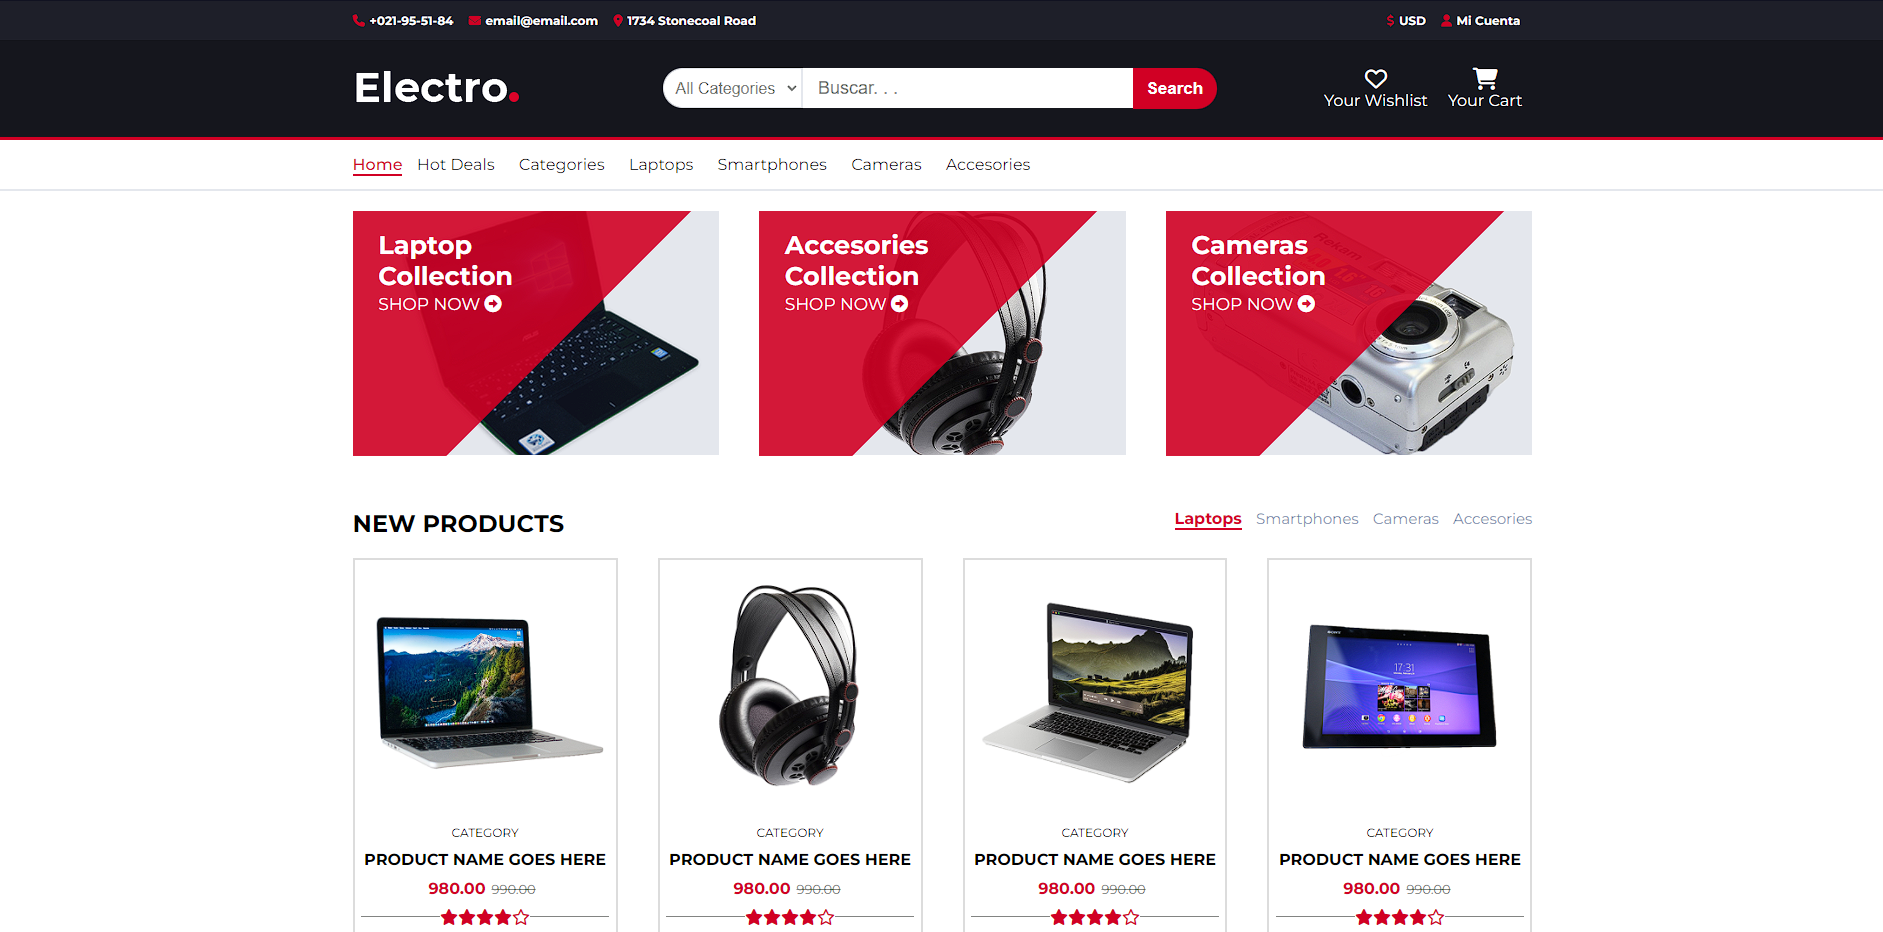 +021-95-51-84 email@email.com 1734 Stonecoal Road $ USD Mi Cuenta
Electro.
All Categories Buscar. . . Search
Your Wishlist Your Cart
Home Hot Deals Categories Laptops Smartphones Cameras Accesories
Laptop
Collection
SHOP NOW
Accesories
Collection
SHOP NOW
Cameras
Collection
SHOP NOW
NEW PRODUCTS
Laptops Smartphones Cameras Accesories
17:31
CATEGORY
PRODUCT NAME GOES HERE
980.00 990.00
CATEGORY
PRODUCT NAME GOES HERE
980.00 990.00
CATEGORY
PRODUCT NAME GOES HERE
980.00 990.00
CATEGORY
PRODUCT NAME GOES HERE
980.00 990.00